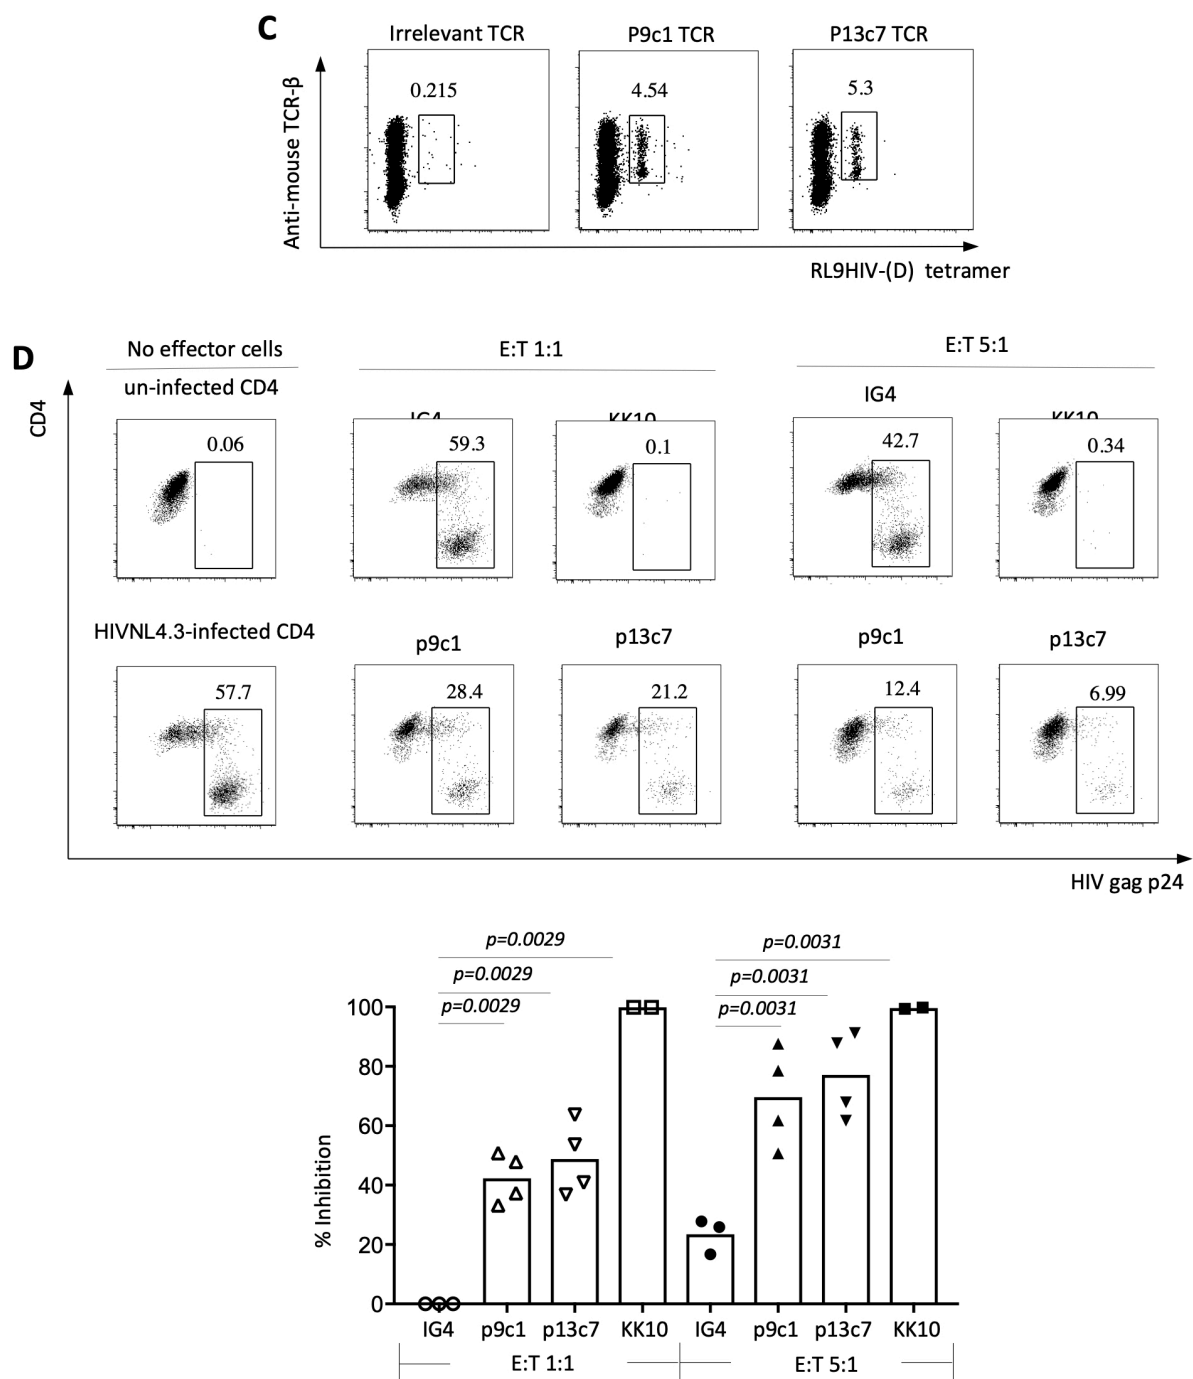 C
Irrelevant TCR
P9c1 TCR
P13c7 TCR
0.215
4.54
5.3
Anti-mouse TCR-β
RL9HIV-(D) tetramer
D
No effector cells
E:T 1:1
E:T 5:1
un-infected CD4
IG4
KK10
IG4
KK10
CD4
0.06
59.3
0.1
42.7
0.34
HIVNL4.3-infected CD4
p9c1
p13c7
p9c1
p13c7
57.7
28.4
21.2
12.4
6.99
HIV gag p24
p=0.0029
p=0.0031
p=0.0029
p=0.0031
p=0.0029
p=0.0031
% Inhibition
100
80
60
40
20
0
IG4 p9c1 p13c7 KK10 IG4 p9c1 p13c7 KK10
E:T 1:1
E:T 5:1